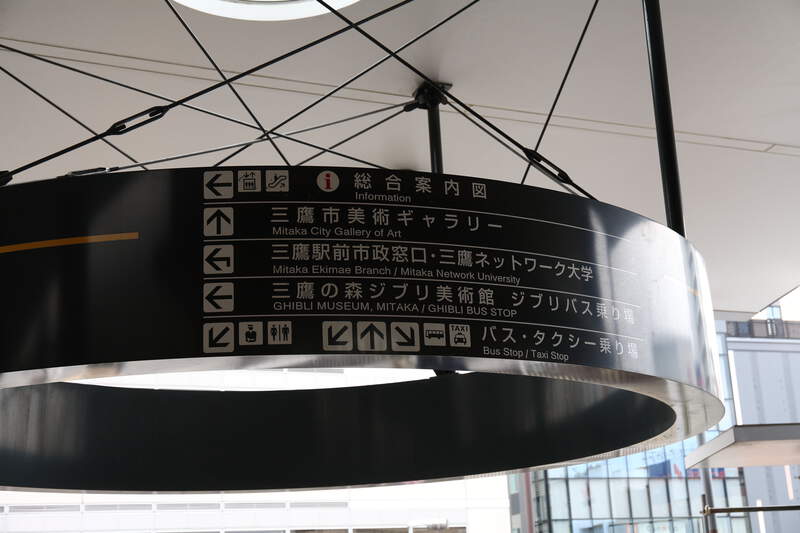 i 総合案内図
Information
三鷹市美術ギャラリー
Mitaka City Gallery of Art
三鷹駅前市政窓口・三鷹ネットワーク大学
Mitaka Ekimae Branch / Mitaka Network University
三鷹の森ジブリ美術館 ジブリバス乗り場
GHIBLI MUSEUM, MITAKA / GHIBLI BUS STOP
TAXI バス・タクシー乗り場
Bus Stop / Taxi Stop